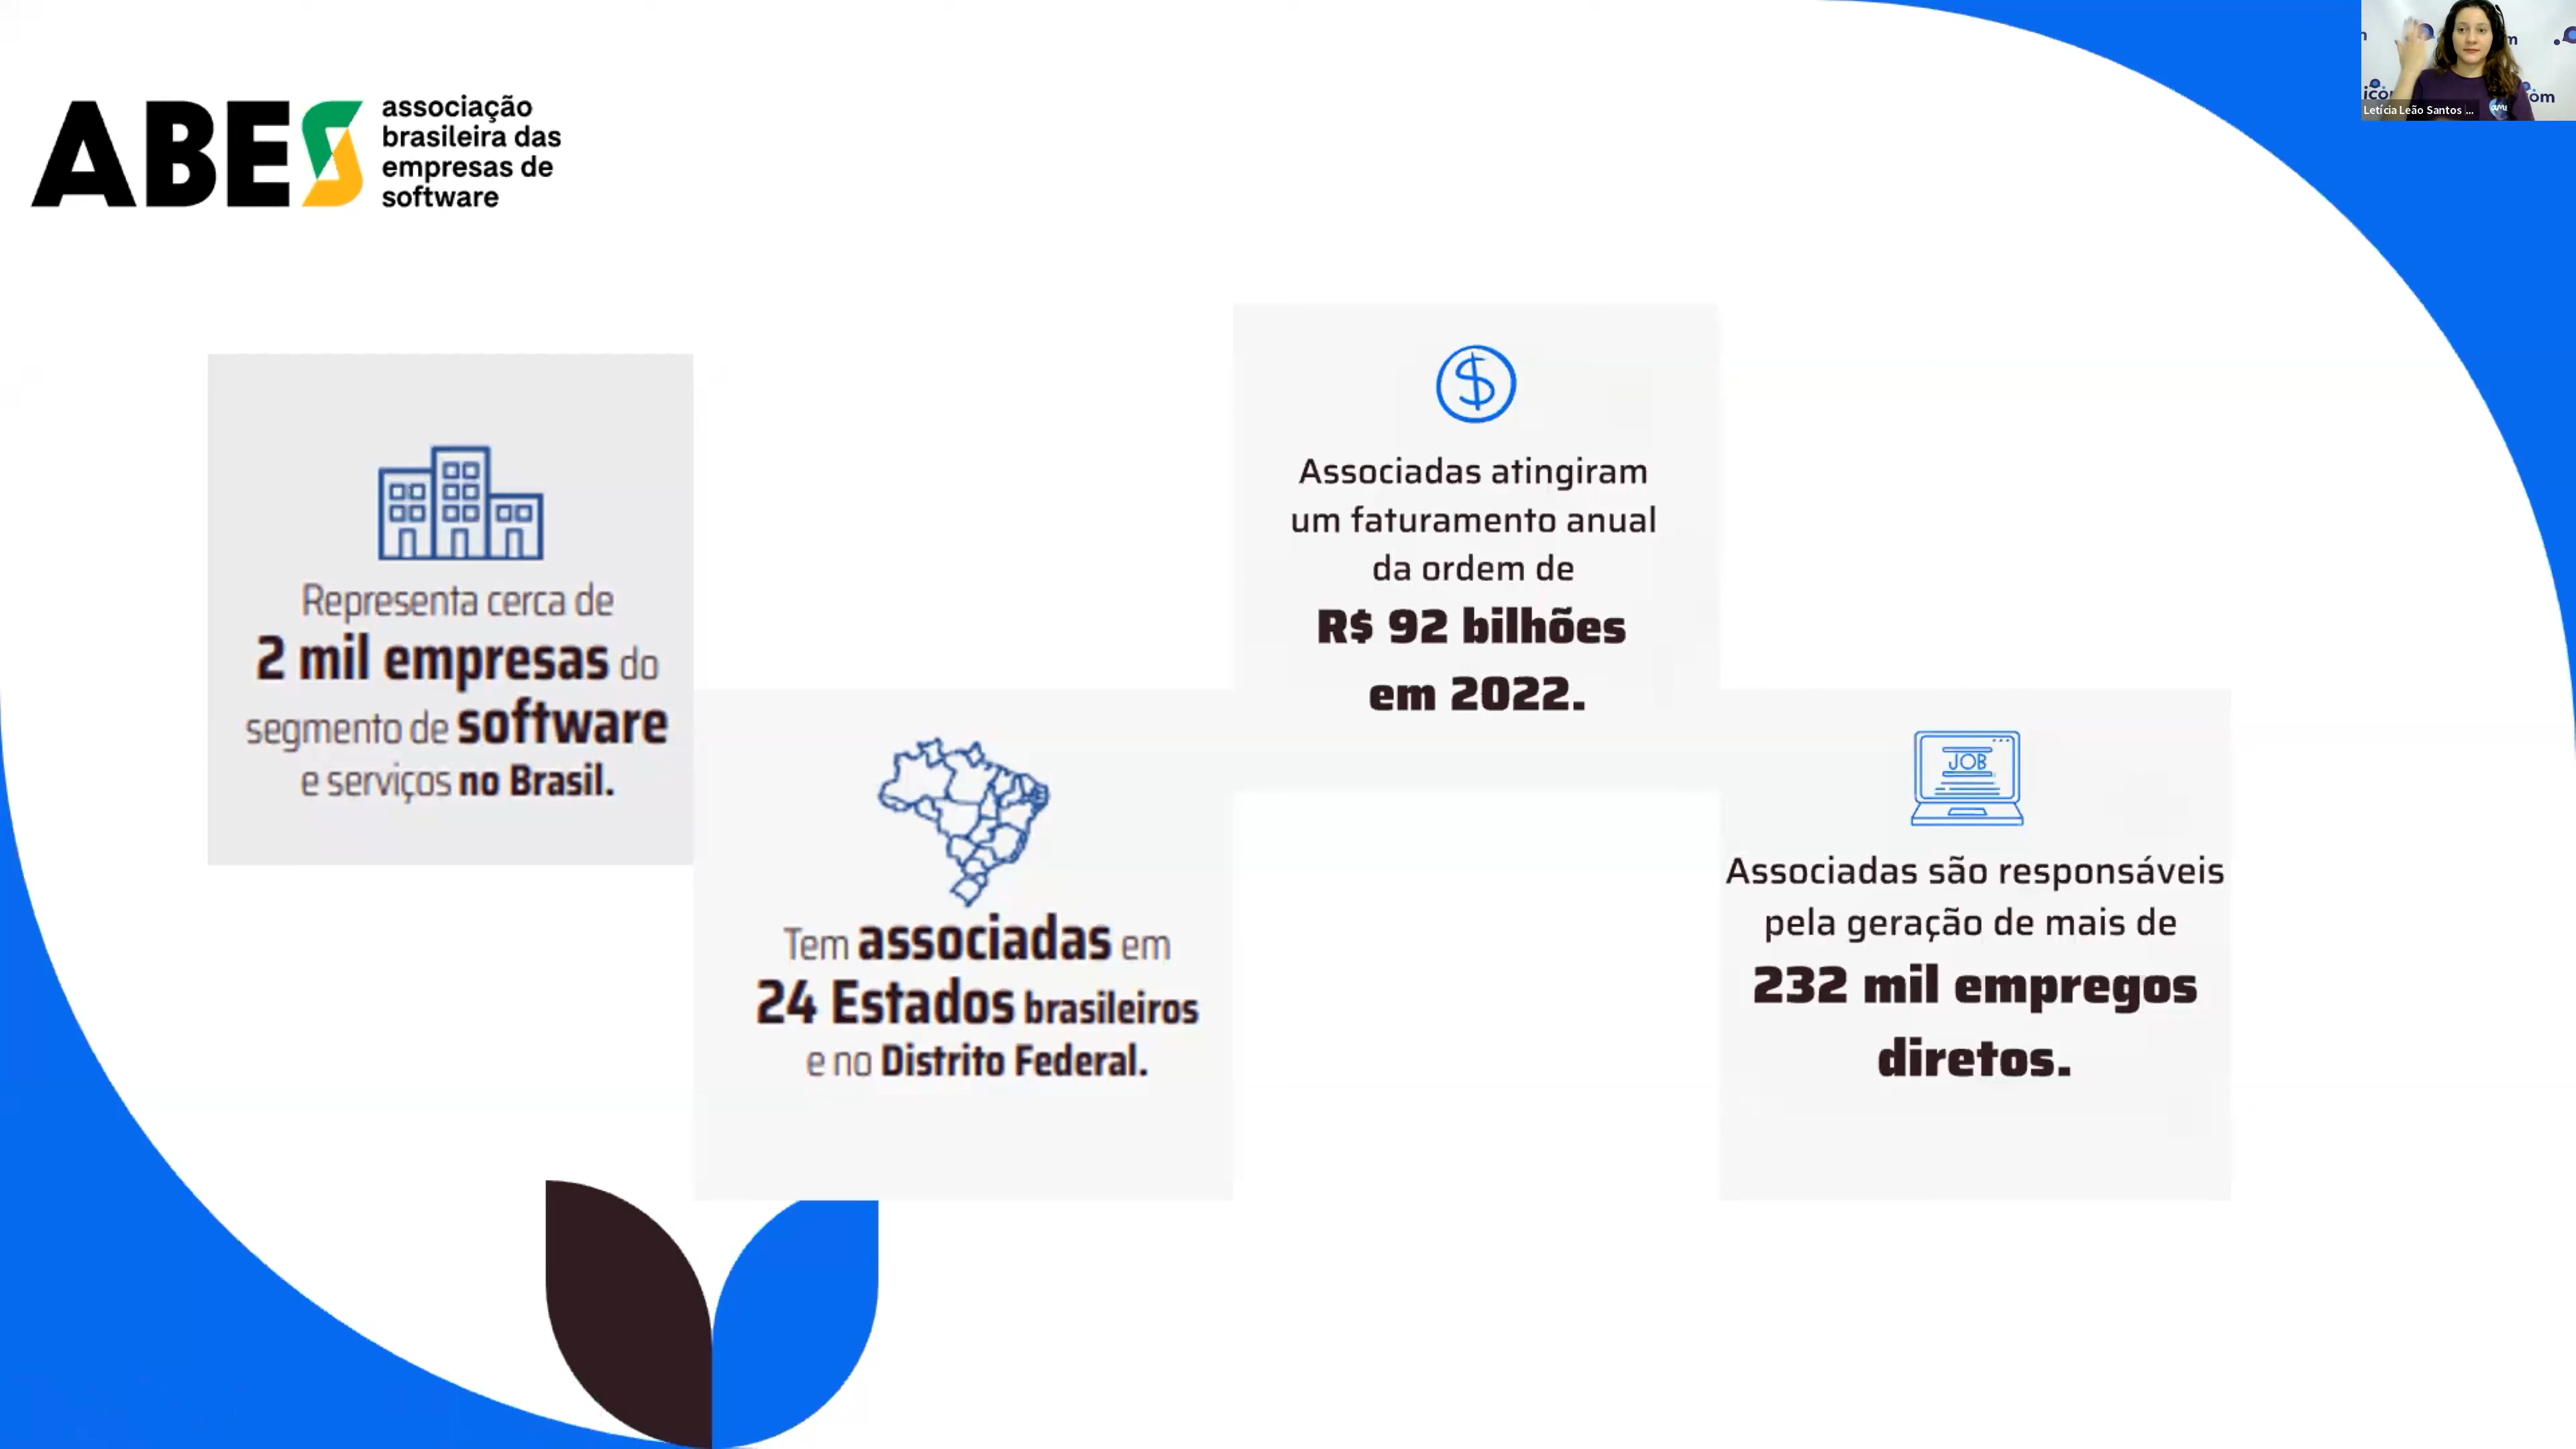 ABES
associação
brasileira das
empresas de
software
Letícia Leão Santos ...
Representa cerca de
2 mil empresas do
segmento de software
e serviços no Brasil.
Tem associadas em
24 Estados brasileiros
e no Distrito Federal.
$
Associadas atingiram
um faturamento anual
da ordem de
R$ 92 bilhões
em 2022.
JOB
Associadas são responsáveis
pela geração de mais de
232 mil empregos
diretos.